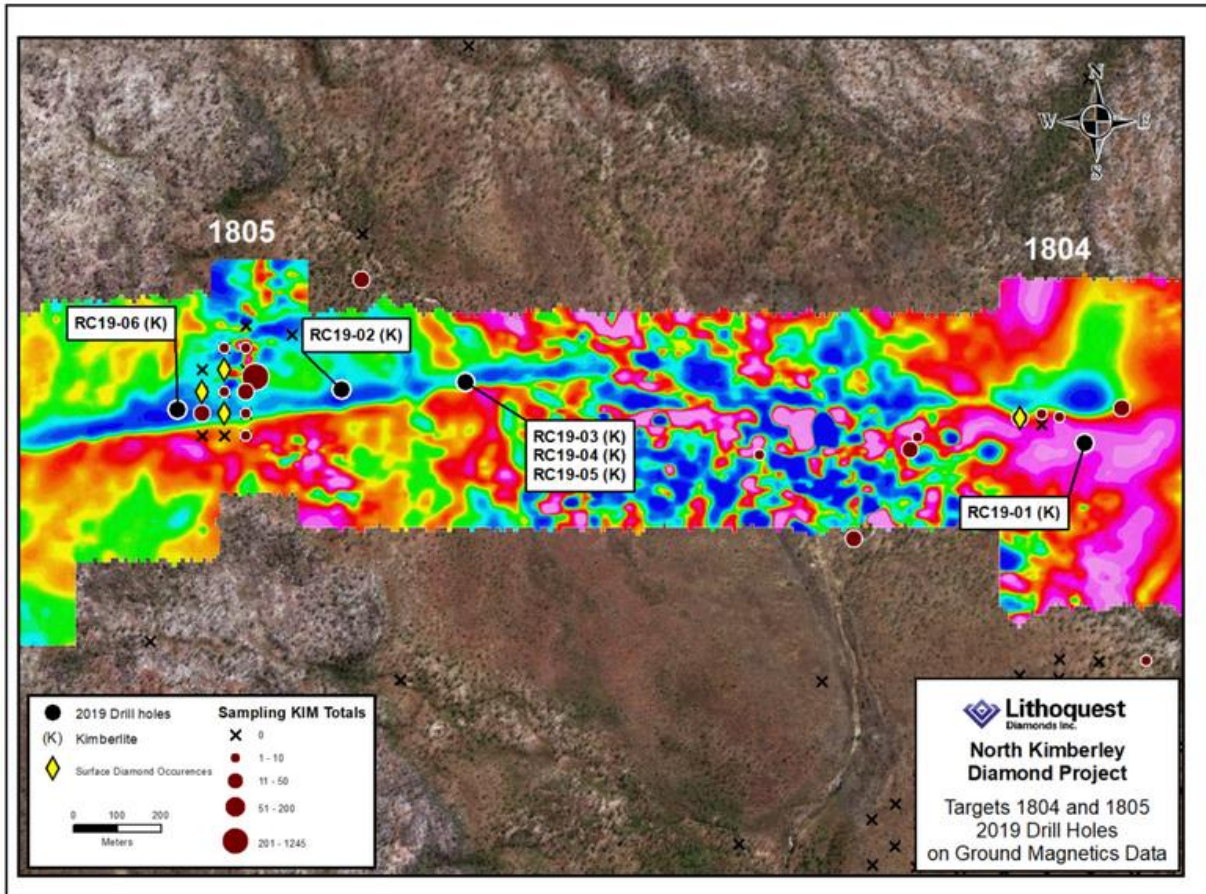 N
W
E
S
1805
1804
RC19-06 (K)
RC19-02 (K)
RC19-03 (K)
RC19-04 (K)
RC19-05 (K)
RC19-01 (K)
2019 Drill holes
(K) Kimberlite
Surface Diamond Occurences
0 100 200
Meters
Sampling KIM Totals
0
1 - 10
11 - 50
51 - 200
201 - 1245
Lithoquest
Diamonds Inc.
North Kimberley
Diamond Project
Targets 1804 and 1805
2019 Drill Holes
on Ground Magnetics Data